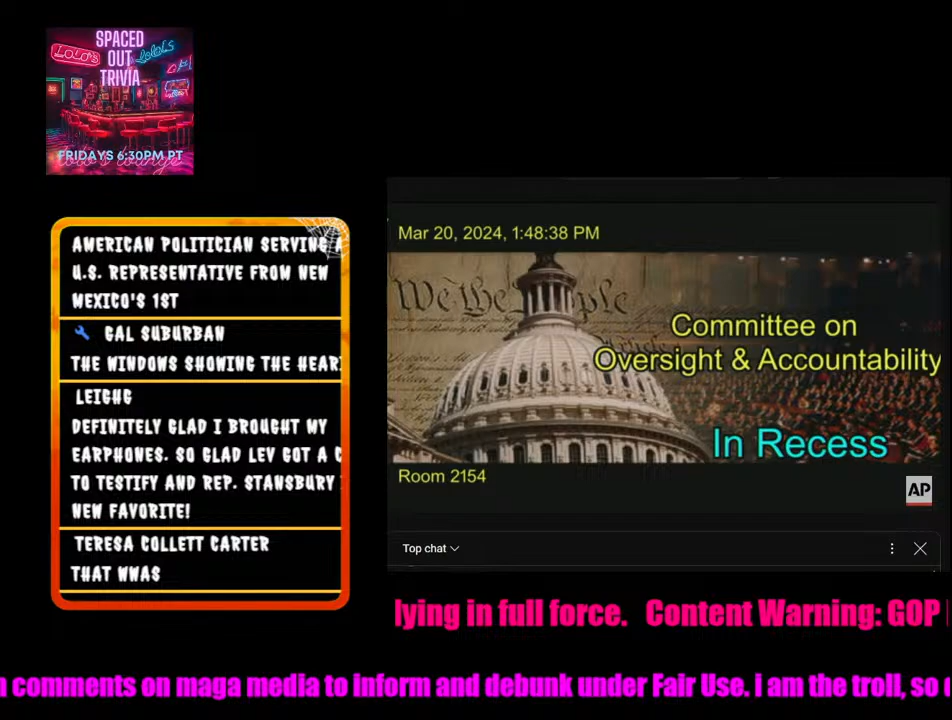 SPACED
OUT
TRIVIA
LOLO'S
FRIDAYS 6:30PM PT
lolo's lounge
AMERICAN POLITICIAN SERVING A
U.S. REPRESENTATIVE FROM NEW
MEXICO'S 1ST
GAL SUBURBAN
THE WINDOWS SHOWING THE HEAR
LEIGHG
DEFINITELY GLAD I BROUGHT MY
EARPHONES. SO GLAD LEV GOT A C
TO TESTIFY AND REP. STANSBURY
NEW FAVORITE!
TERESA COLLETT CARTER
THAT WWAS
Mar 20, 2024, 1:48:38 PM
We the People
Committee on
Oversight & Accountability
In Recess
Room 2154
AP
Top chat
lying in full force. Content Warning: GOP
n comments on maga media to inform and debunk under Fair Use. i am the troll, so